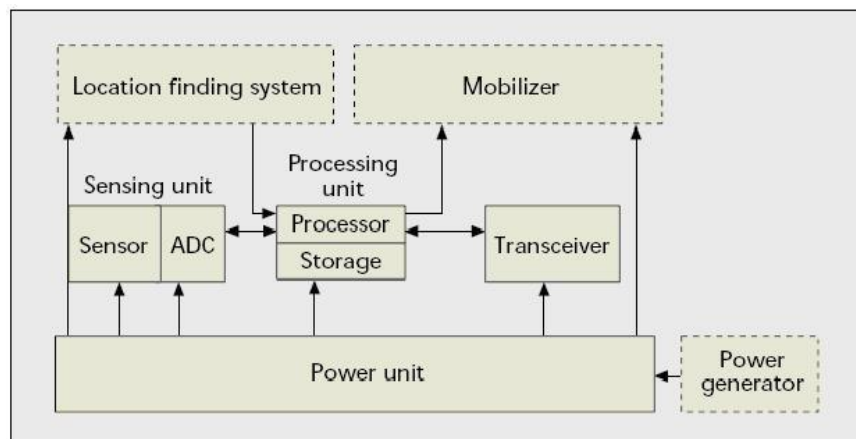 Location finding system
Mobilizer
Sensing unit
Processing
unit
Sensor
ADC
Processor
Storage
Transceiver
Power unit
Power
generator